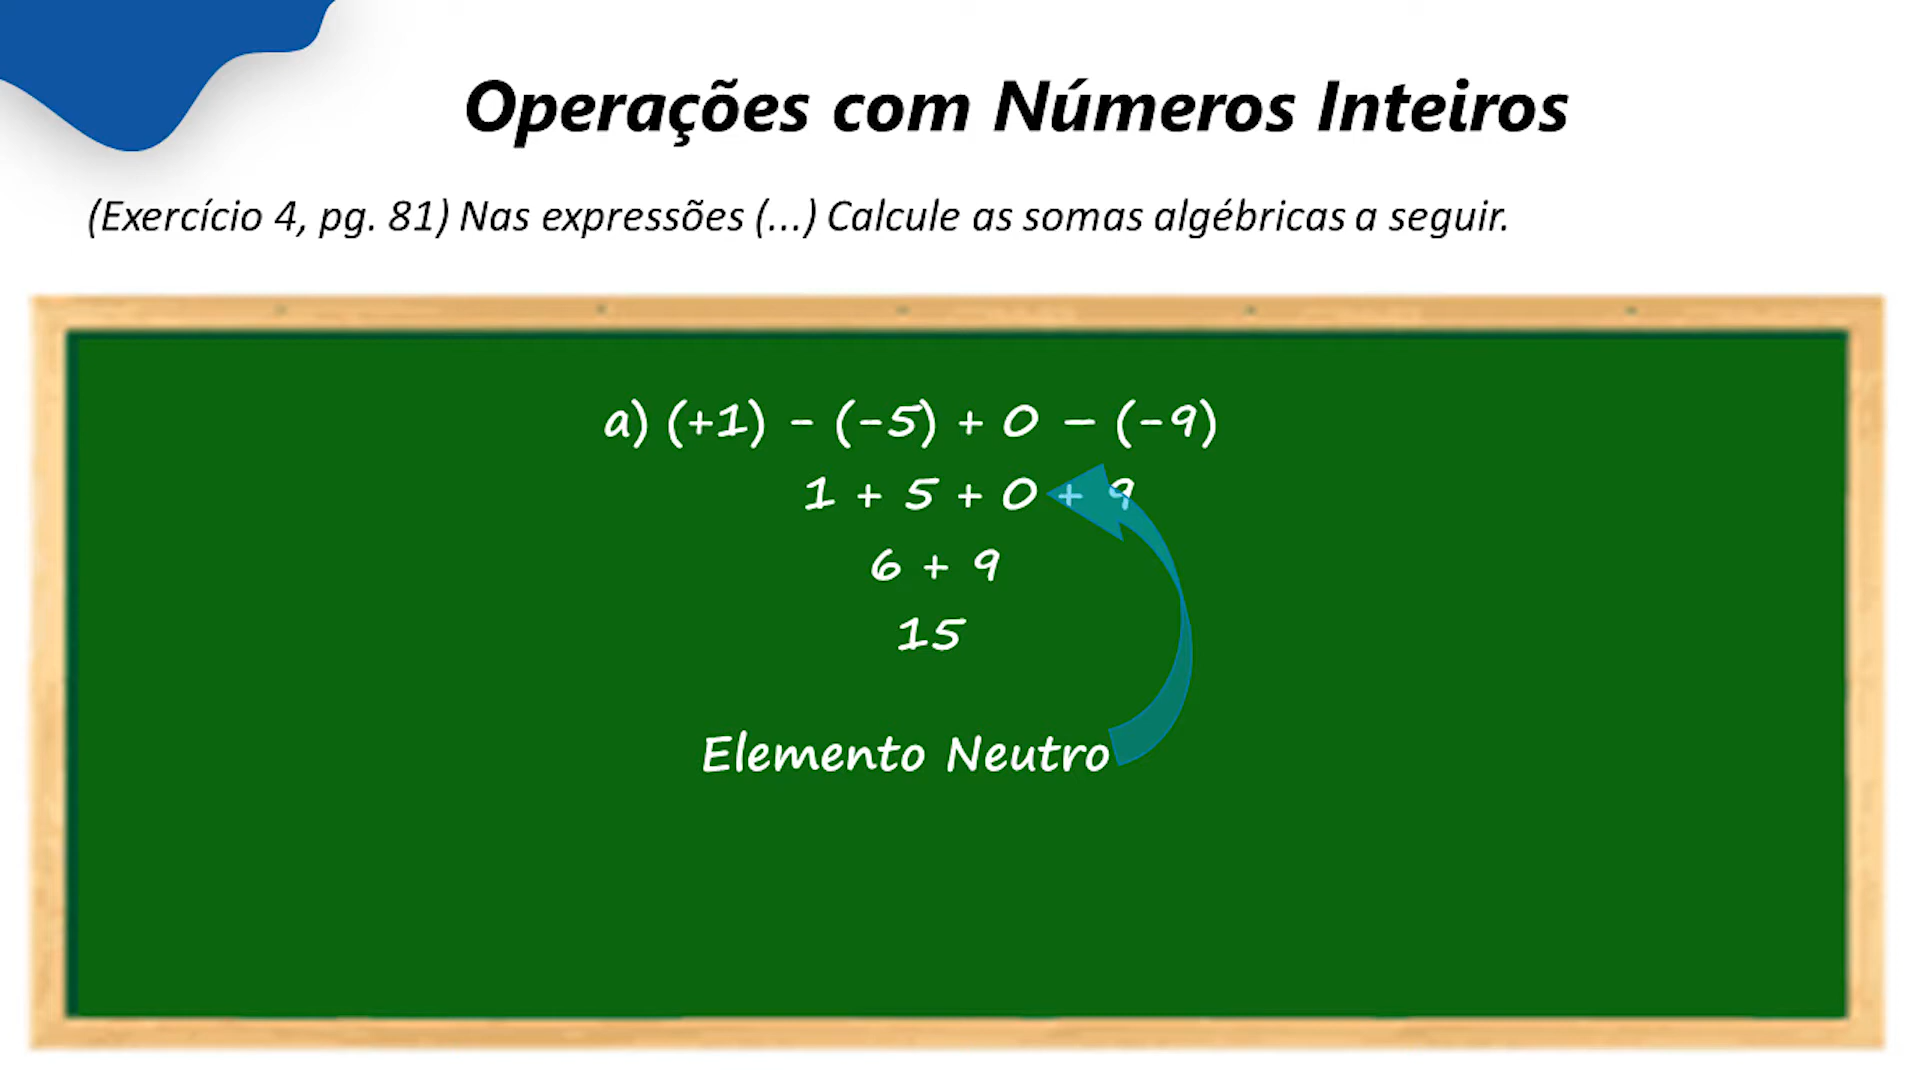 Operações com Números Inteiros
(Exercício 4, pg. 81) Nas expressões (...) Calcule as somas algébricas a seguir.
a) (+1) - (-5) + 0 – (-9)
1 + 5 + 0 + 9
6 + 9
15
Elemento Neutro